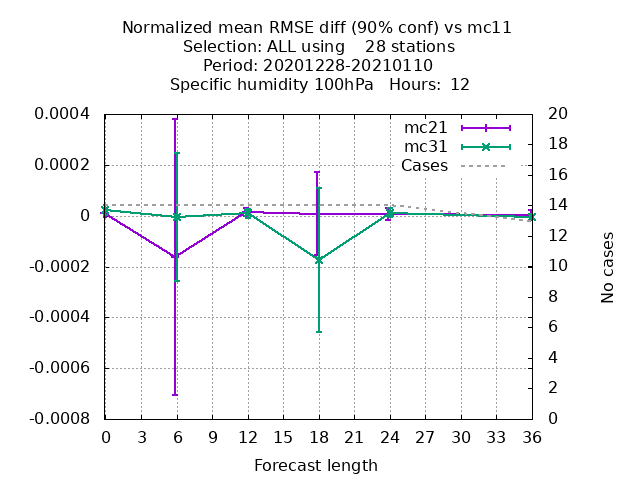 Normalized mean RMSE diff (90% conf) vs mc11
Selection: ALL using    28 stations
Period: 20201228-20210110
Specific humidity 100hPa   Hours:  12
mc21
mc31
Cases
0.0004
0.0002
0
-0.0002
-0.0004
-0.0006
-0.0008
20
18
16
14
12
10
8
6
4
2
0
No cases
0 3 6 9 12 15 18 21 24 27 30 33 36
Forecast length